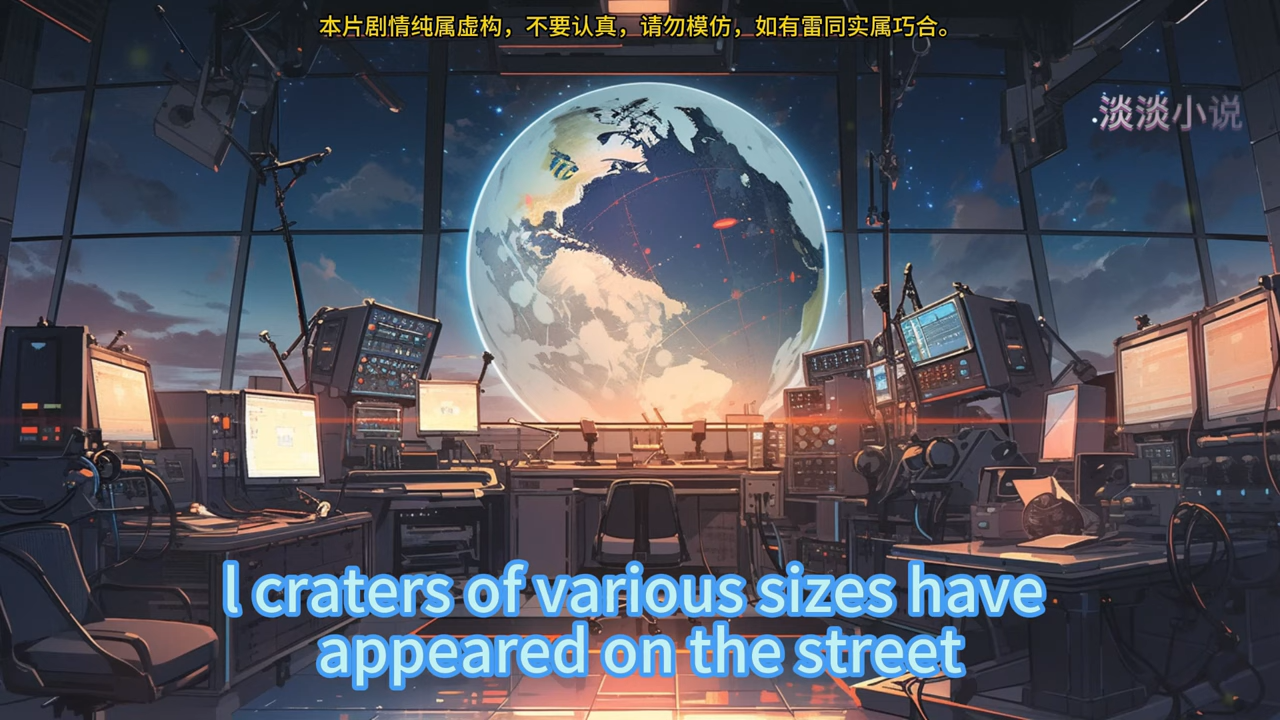 本片剧情纯属虚构，不要认真，请勿模仿，如有雷同实属巧合。
淡淡小说
l craters of various sizes have
appeared on the street